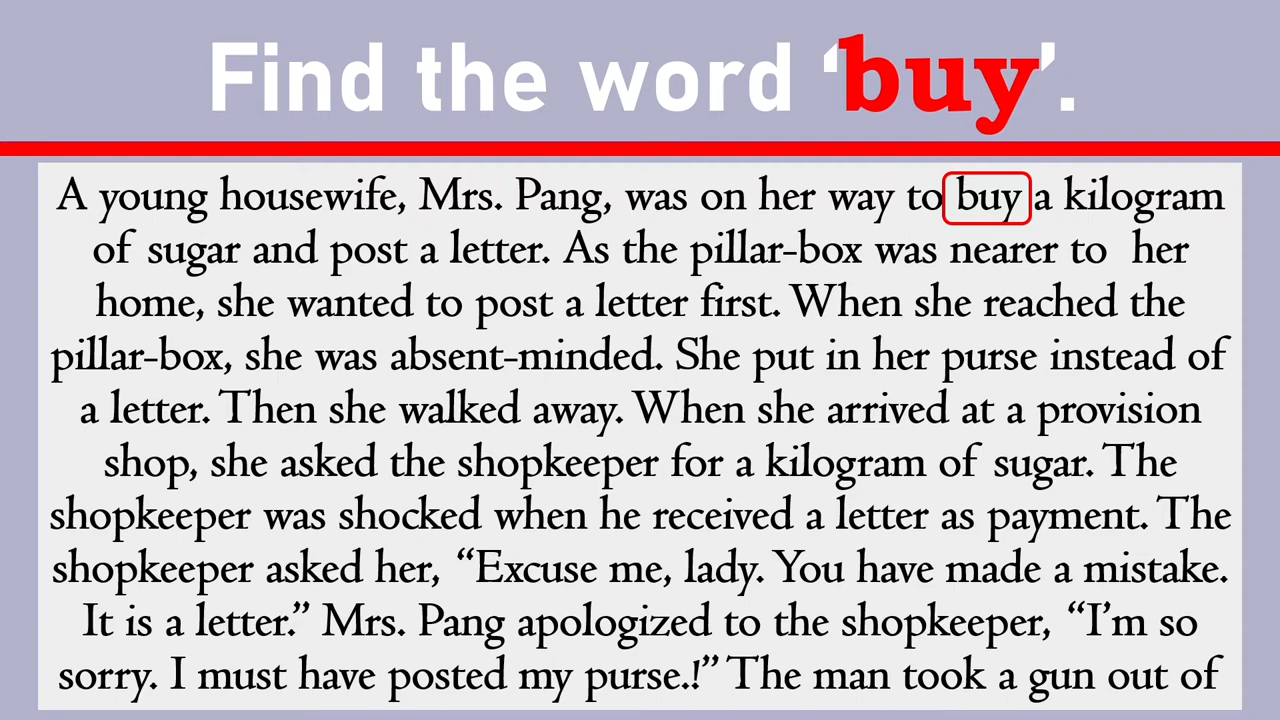 Find the word ‘buy’.
A young housewife, Mrs. Pang, was on her way to buy a kilogram
of sugar and post a letter. As the pillar-box was nearer to  her
home, she wanted to post a letter first. When she reached the
pillar-box, she was absent-minded. She put in her purse instead of
a letter. Then she walked away. When she arrived at a provision
shop, she asked the shopkeeper for a kilogram of sugar. The
shopkeeper was shocked when he received a letter as payment. The
shopkeeper asked her, “Excuse me, lady. You have made a mistake.
It is a letter.” Mrs. Pang apologized to the shopkeeper, “I’m so
sorry. I must have posted my purse.!” The man took a gun out of